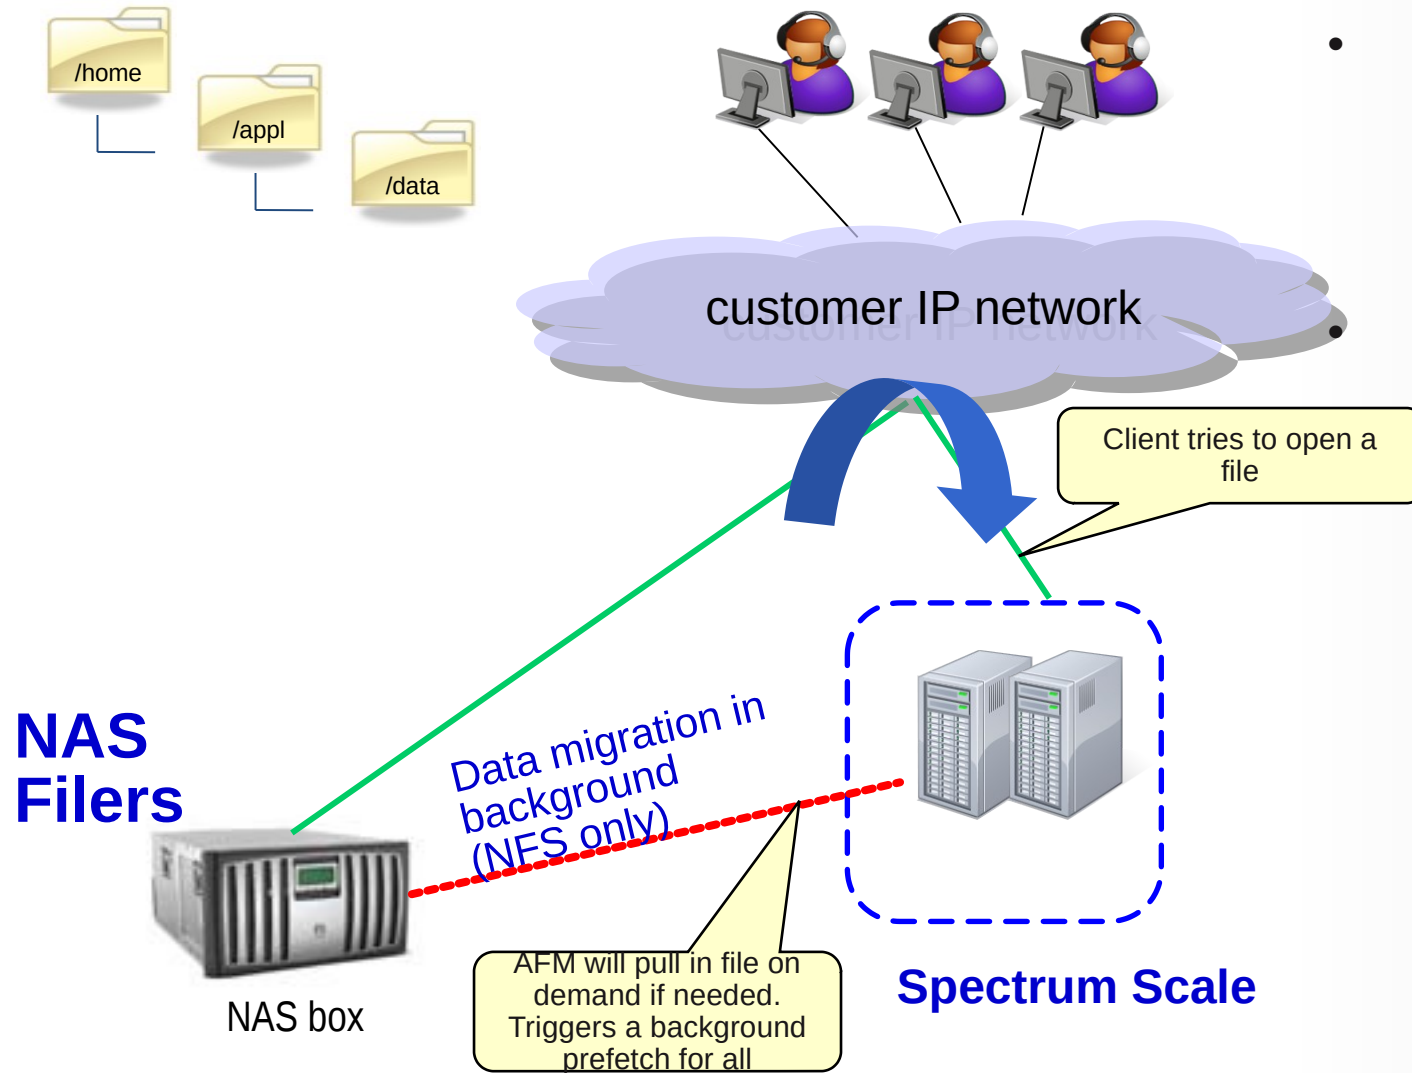 /home
/appl
/data
customer IP network
Client tries to open a
file
NAS
Filers
Data migration in
background
(NFS only)
AFM will pull in file on
demand if needed.
Triggers a background
prefetch for all
Spectrum Scale
NAS box